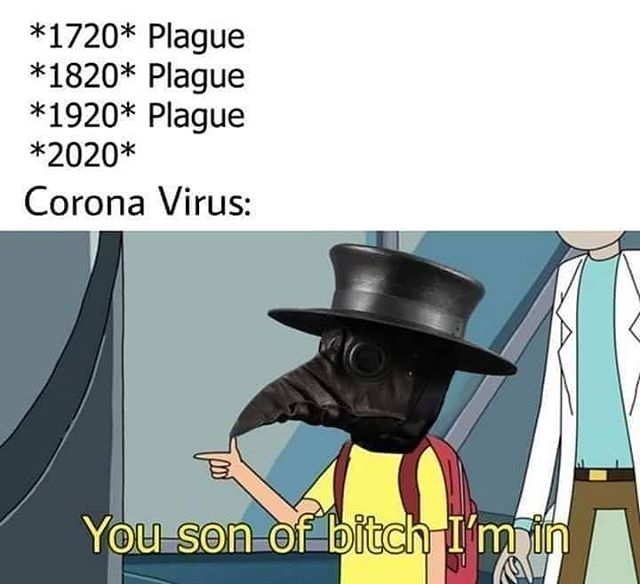 *1720* Plague
*1820* Plague
*1920* Plague
*2020*
Corona Virus:
You son of bitch I'm in